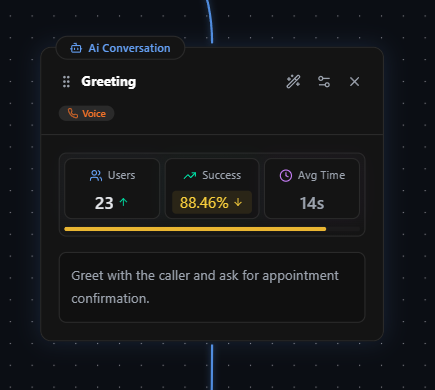 Ai Conversation
Greeting
Voice
Users
23
Success
88.46%
Avg Time
14s
Greet with the caller and ask for appointment
confirmation.